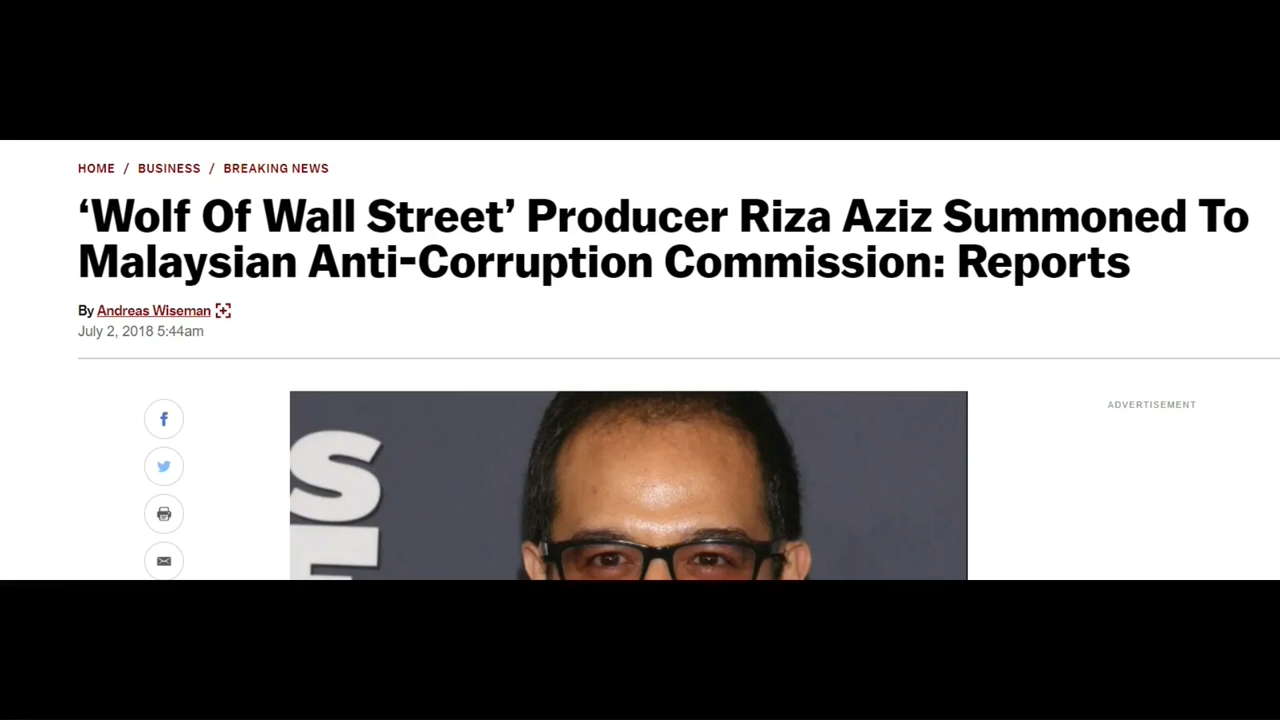 HOME / BUSINESS / BREAKING NEWS
‘Wolf Of Wall Street’ Producer Riza Aziz Summoned To
Malaysian Anti-Corruption Commission: Reports
By Andreas Wiseman
July 2, 2018 5:44am
ADVERTISEMENT
S
E